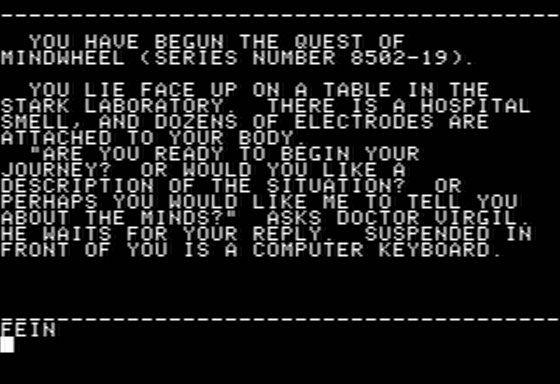 YOU HAVE BEGUN THE QUEST OF
MINDWHEEL (SERIES NUMBER 8502-19).
YOU LIE FACE UP ON A TABLE IN THE
STARK LABORATORY. THERE IS A HOSPITAL
SMELL, AND DOZENS OF ELECTRODES ARE
ATTACHED TO YOUR BODY.
"ARE YOU READY TO BEGIN YOUR
JOURNEY? OR WOULD YOU LIKE A
DESCRIPTION OF THE SITUATION? OR
PERHAPS YOU WOULD LIKE ME TO TELL YOU
ABOUT THE MINDS?" ASKS DOCTOR VIRGIL.
HE WAITS FOR YOUR REPLY. SUSPENDED IN
FRONT OF YOU IS A COMPUTER KEYBOARD.
FEIN